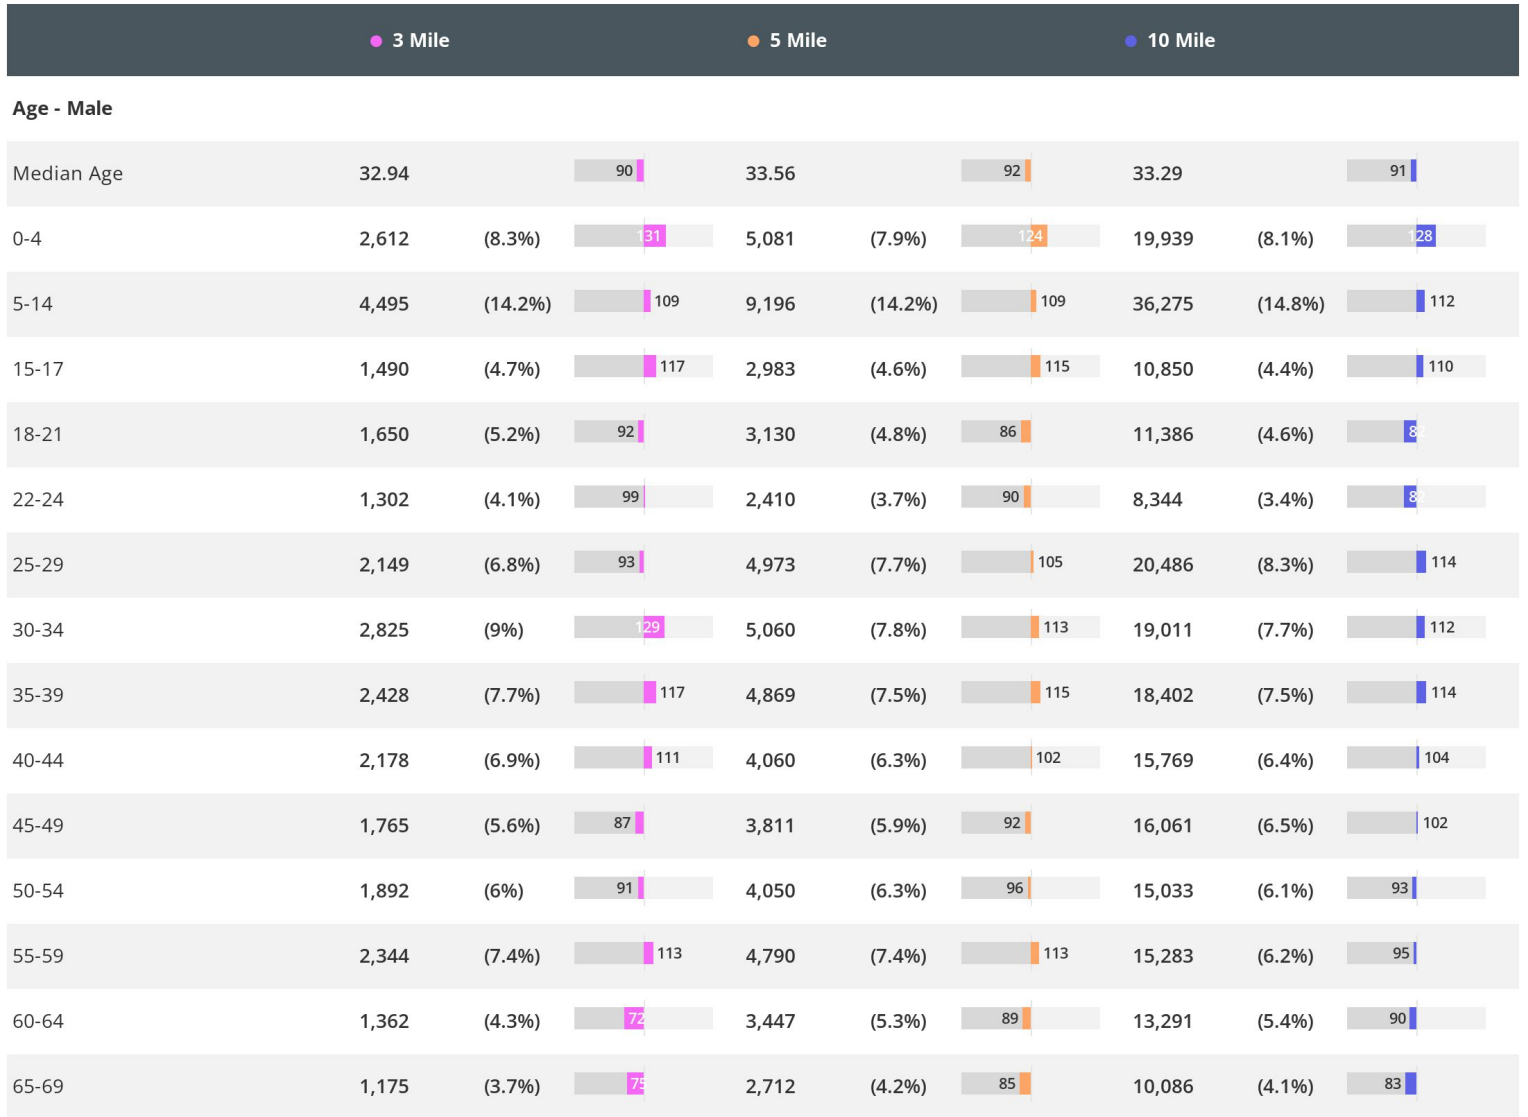 3 Mile 5 Mile 10 Mile
Age - Male
Median Age 32.94 90 33.56 92 33.29 91
0-4 2,612 (8.3%) 131 5,081 (7.9%) 124 19,939 (8.1%) 128
5-14 4,495 (14.2%) 109 9,196 (14.2%) 109 36,275 (14.8%) 112
15-17 1,490 (4.7%) 117 2,983 (4.6%) 115 10,850 (4.4%) 110
18-21 1,650 (5.2%) 92 3,130 (4.8%) 86 11,386 (4.6%)
22-24 1,302 (4.1%) 99 2,410 (3.7%) 90 8,344 (3.4%)
25-29 2,149 (6.8%) 93 4,973 (7.7%) 105 20,486 (8.3%) 114
30-34 2,825 (9%) 129 5,060 (7.8%) 113 19,011 (7.7%) 112
35-39 2,428 (7.7%) 117 4,869 (7.5%) 115 18,402 (7.5%) 114
40-44 2,178 (6.9%) 111 4,060 (6.3%) 102 15,769 (6.4%) 104
45-49 1,765 (5.6%) 87 3,811 (5.9%) 92 16,061 (6.5%) 102
50-54 1,892 (6%) 91 4,050 (6.3%) 96 15,033 (6.1%) 93
55-59 2,344 (7.4%) 113 4,790 (7.4%) 113 15,283 (6.2%) 95
60-64 1,362 (4.3%) 72 3,447 (5.3%) 89 13,291 (5.4%) 90
65-69 1,175 (3.7%) 75 2,712 (4.2%) 85 10,086 (4.1%) 83